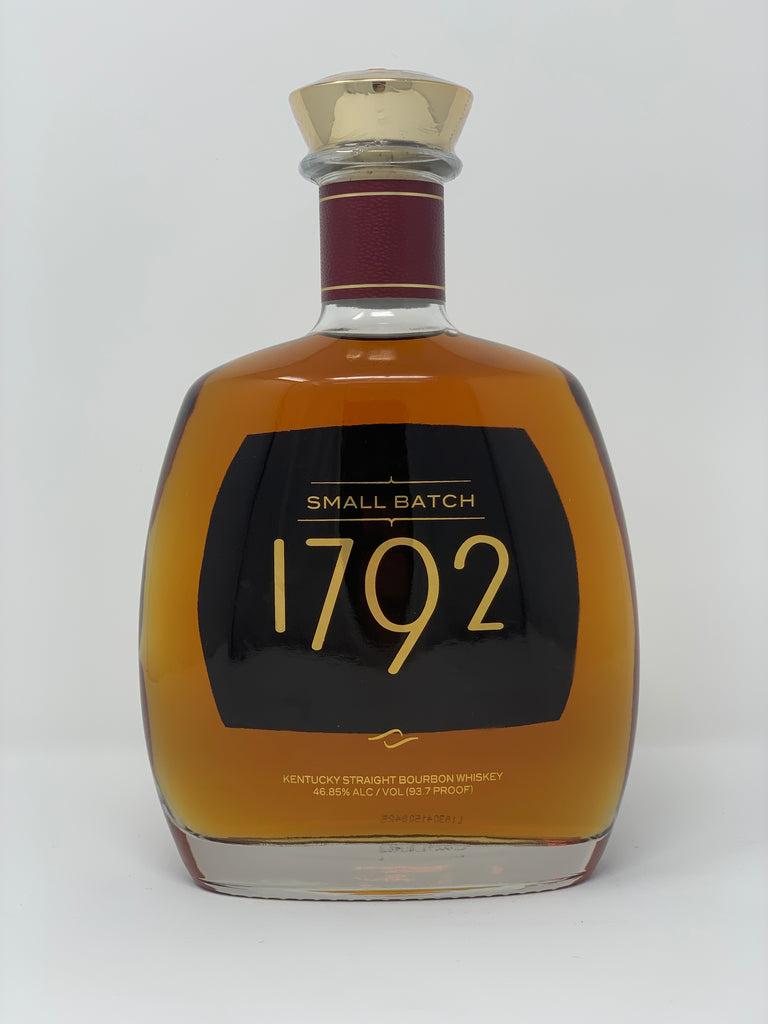 SMALL BATCH
1792
KENTUCKY STRAIGHT BOURBON WHISKEY
46.85% ALC / VOL (93.7 PROOF)